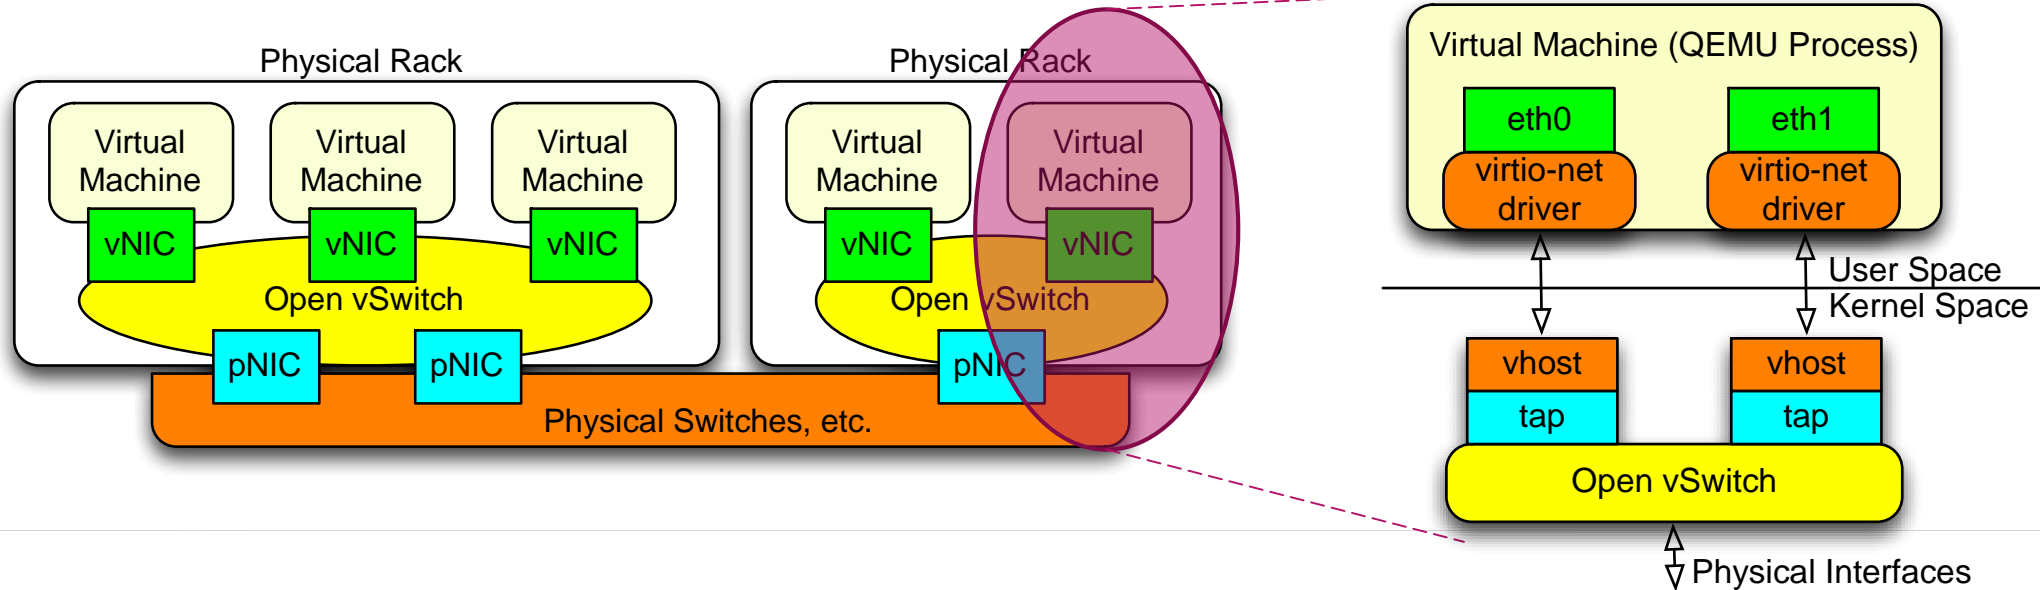 Physical Rack
Virtual
Machine
vNIC
Virtual
Machine
vNIC
Virtual
Machine
vNIC
Open vSwitch
pNIC
pNIC
Physical Rack
Virtual
Machine
vNIC
Virtual
Machine
vNIC
Open vSwitch
pNIC
Physical Switches, etc.
Virtual Machine (QEMU Process)
eth0
virtio-net
driver
eth1
virtio-net
driver
User Space
Kernel Space
vhost
tap
vhost
tap
Open vSwitch
Physical Interfaces